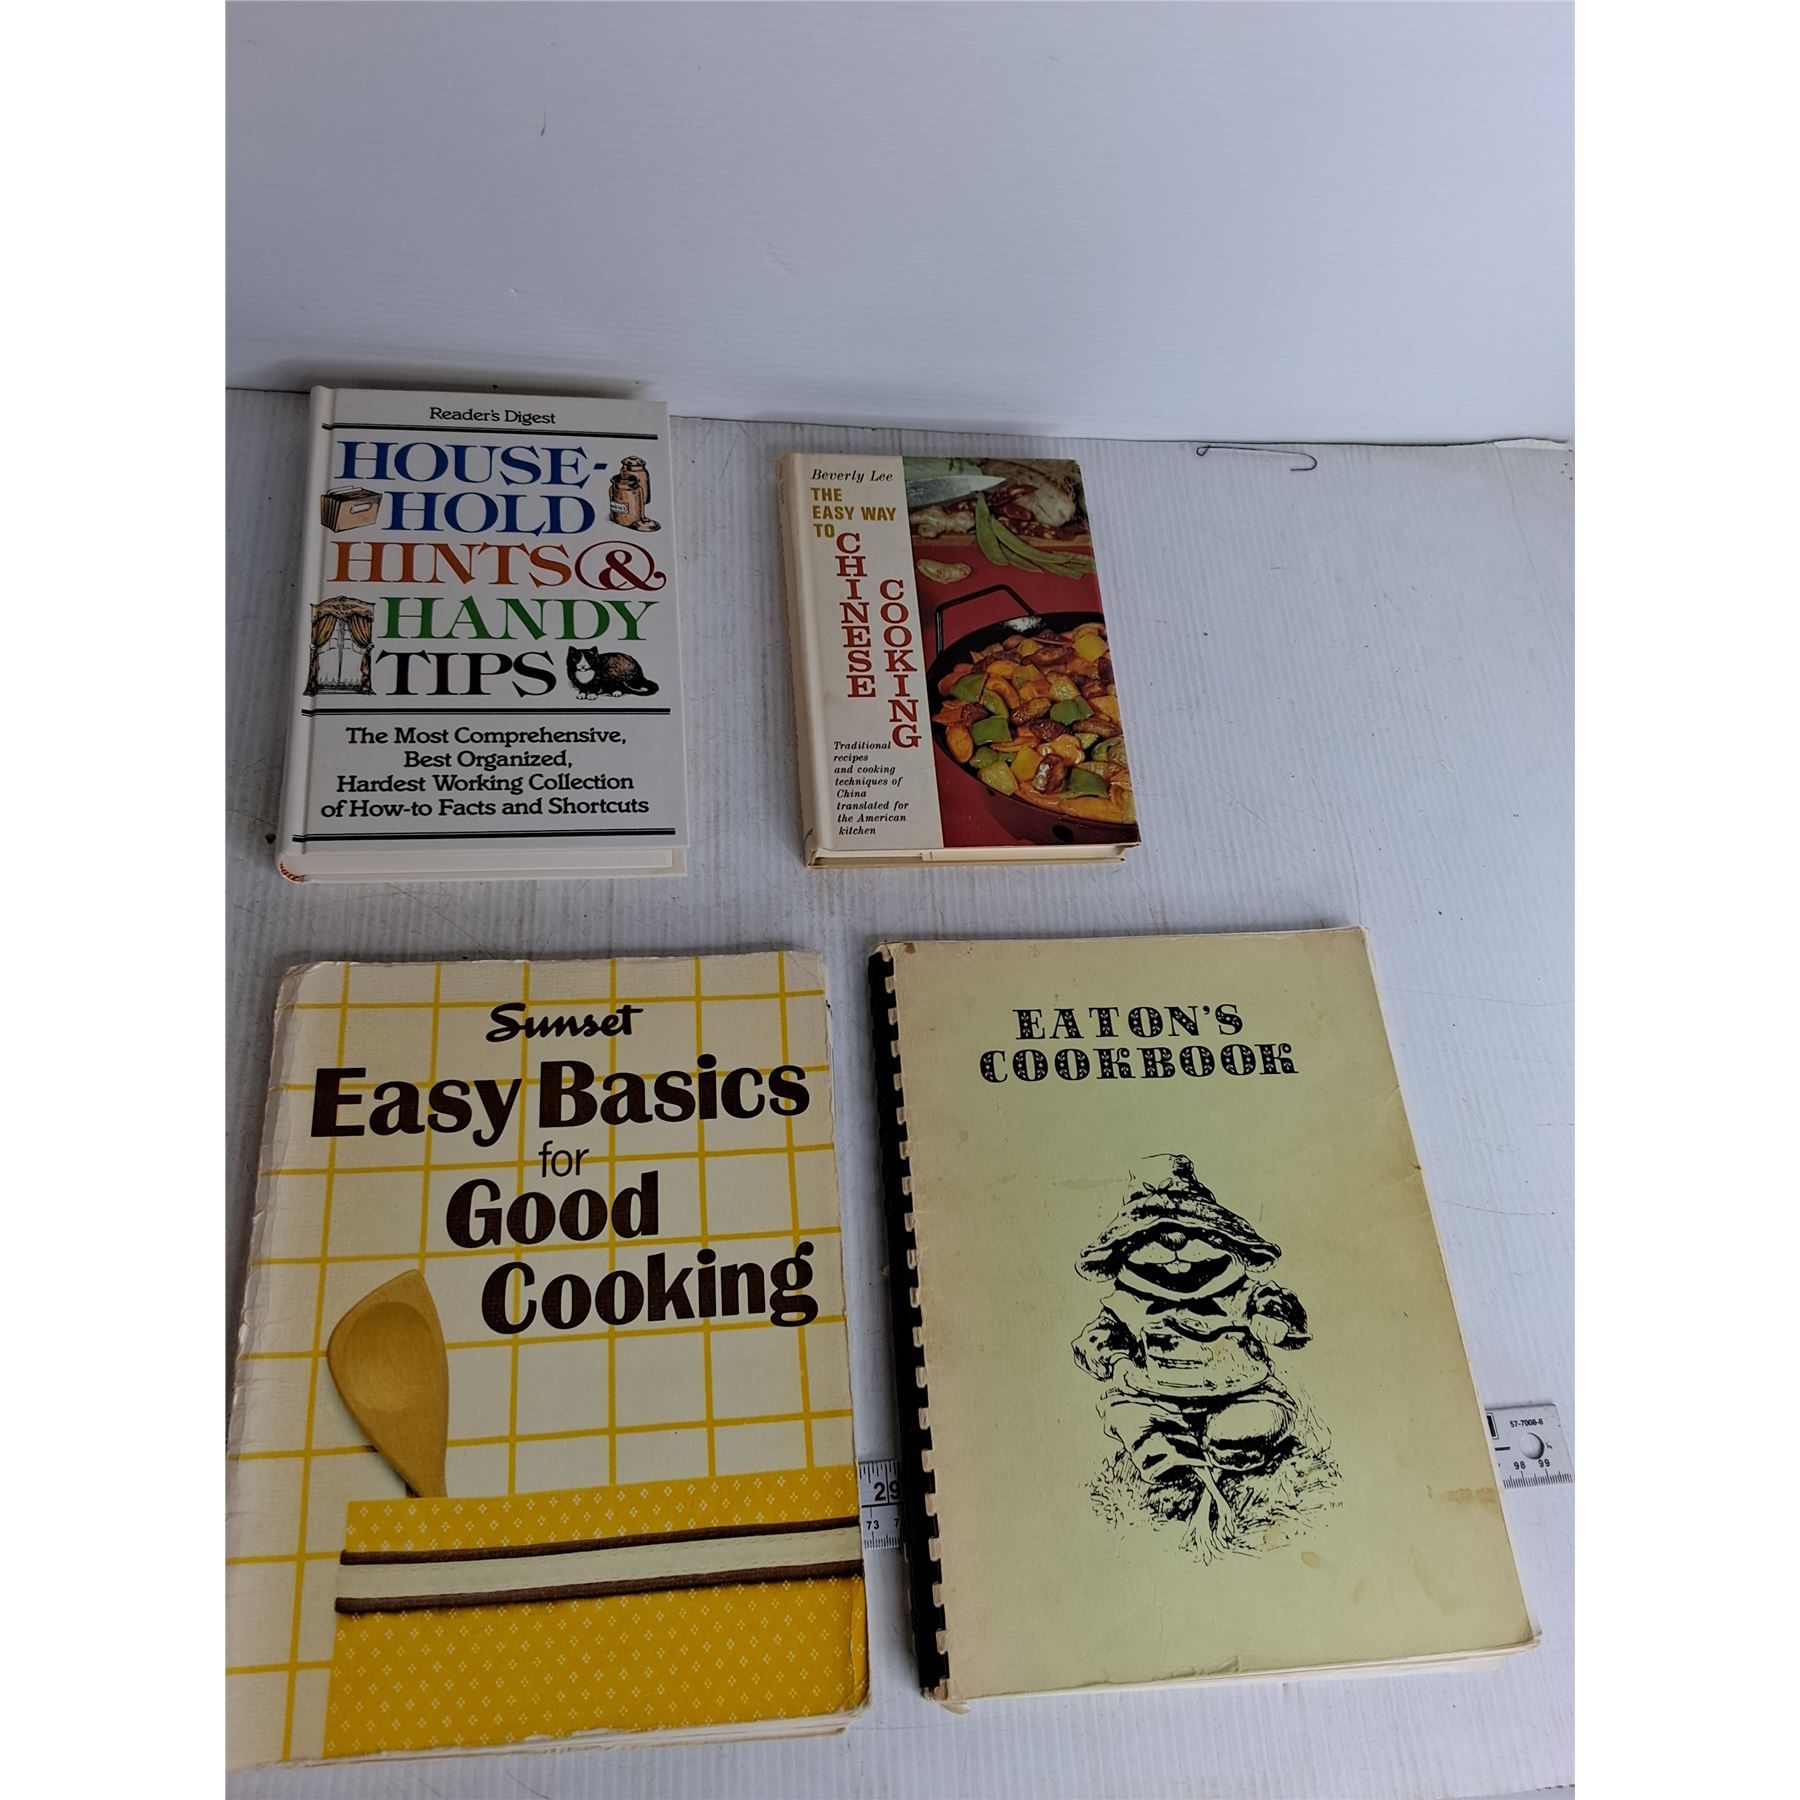 Reader's Digest
HOUSE-
HOLD
HINTS &
HANDY
TIPS
The Most Comprehensive,
Best Organized,
Hardest Working Collection
of How-to Facts and Shortcuts
Beverly Lee
THE
EASY WAY
TO
CHINESE
COOKING
Traditional
recipes
and cooking
techniques of
China
translated for
the American
kitchen
Sunset
Easy Basics
for
Good
Cooking
EATON'S
COOKBOOK
29
73
57-7008-8
98 99